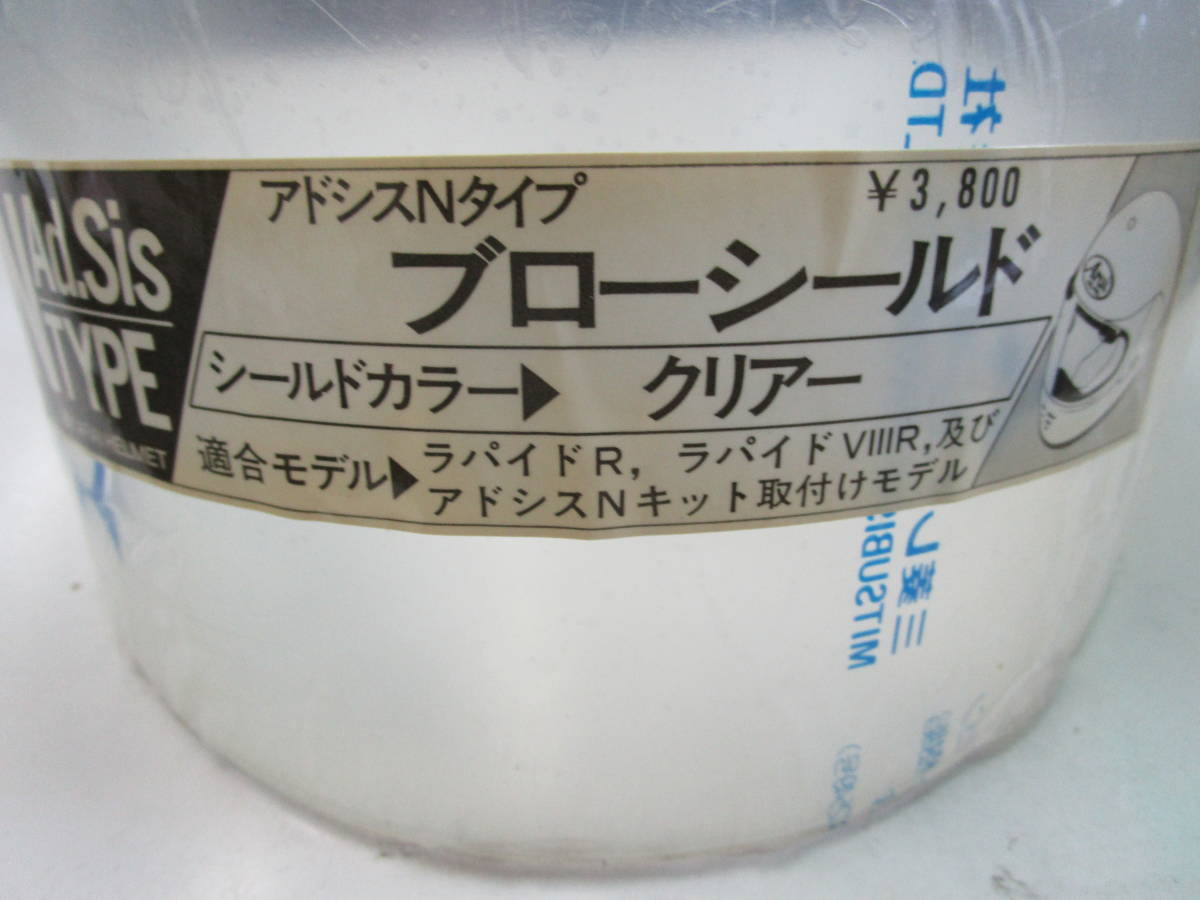 Ad.Sis
N TYPE
HELMET
アドシスNタイプ
¥3,800
ブローシールド
シールドカラー▶ クリアー
適合モデル▶ラパイドR, ラパイドVIIIR,及び
アドシスNキット取付けモデル
三菱
MITSUBIS